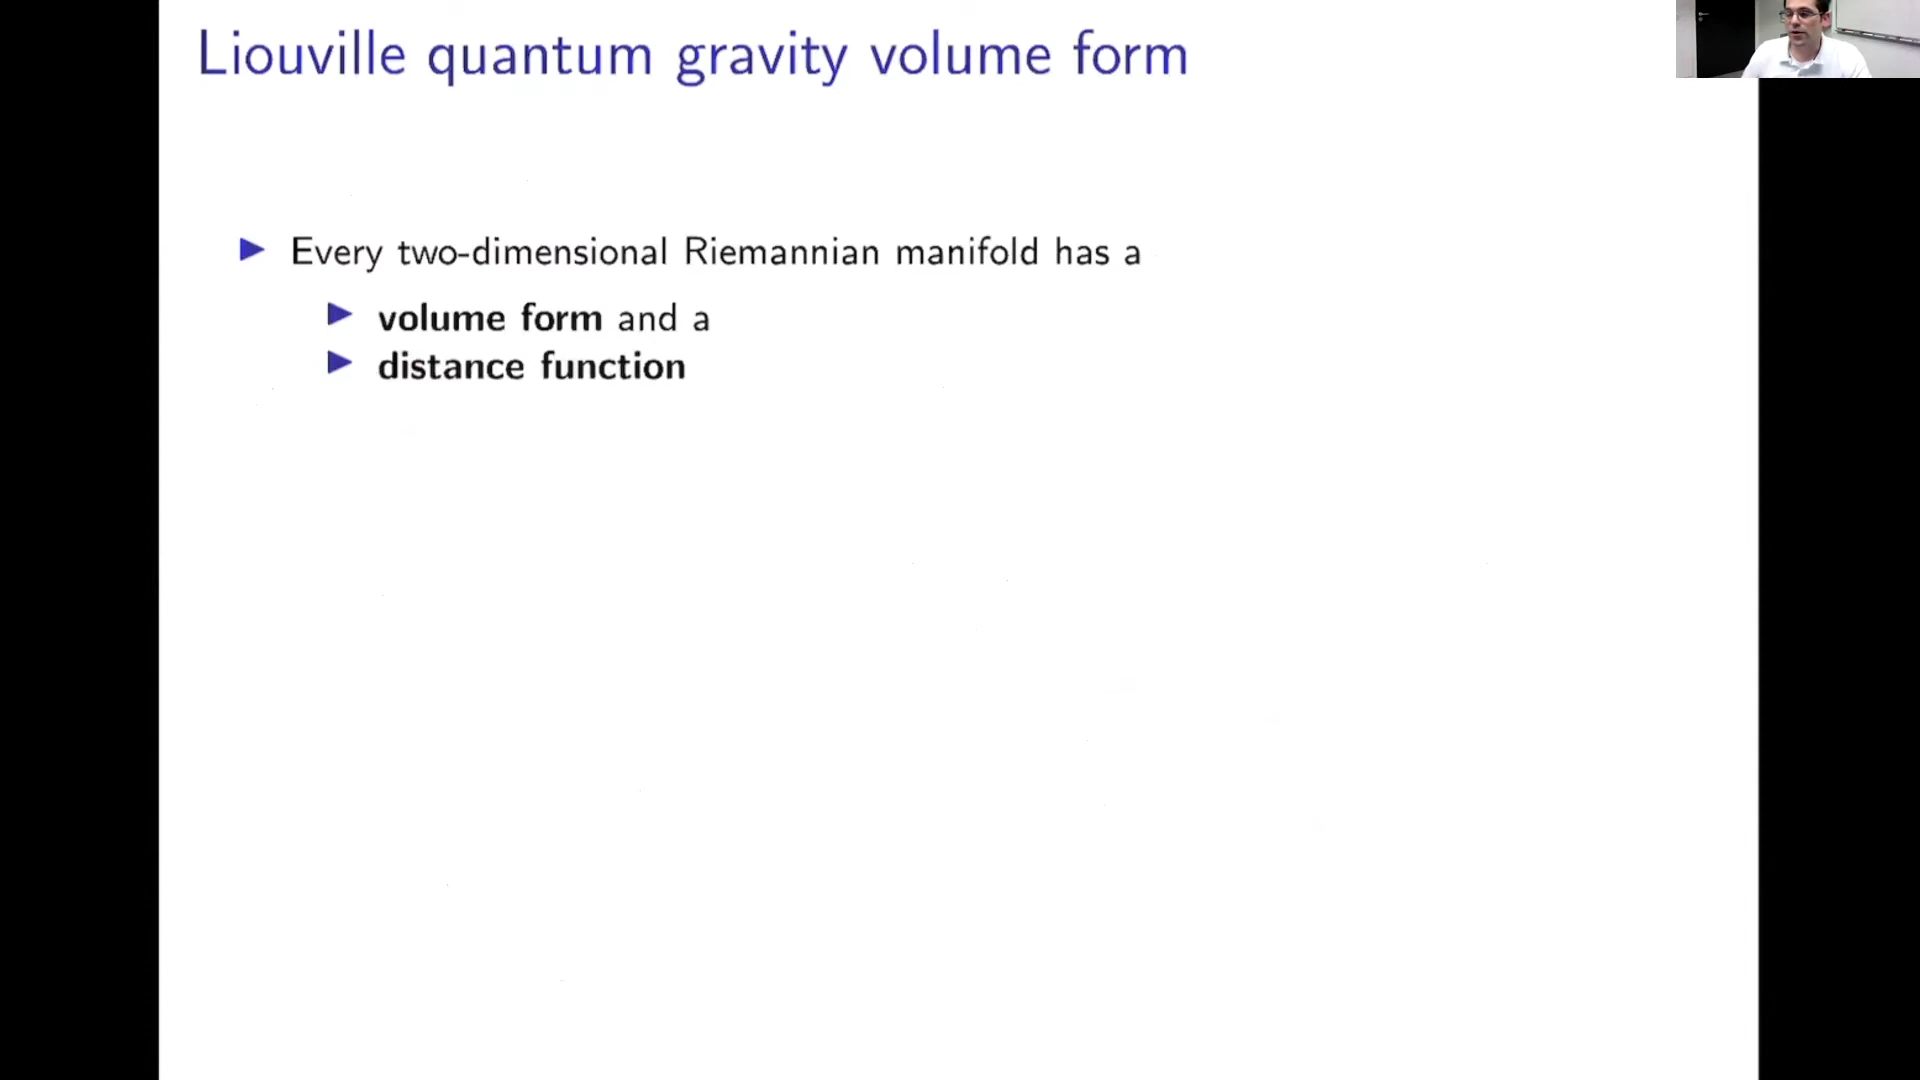 Liouville quantum gravity volume form
▶ Every two-dimensional Riemannian manifold has a
▶ volume form and a
▶ distance function